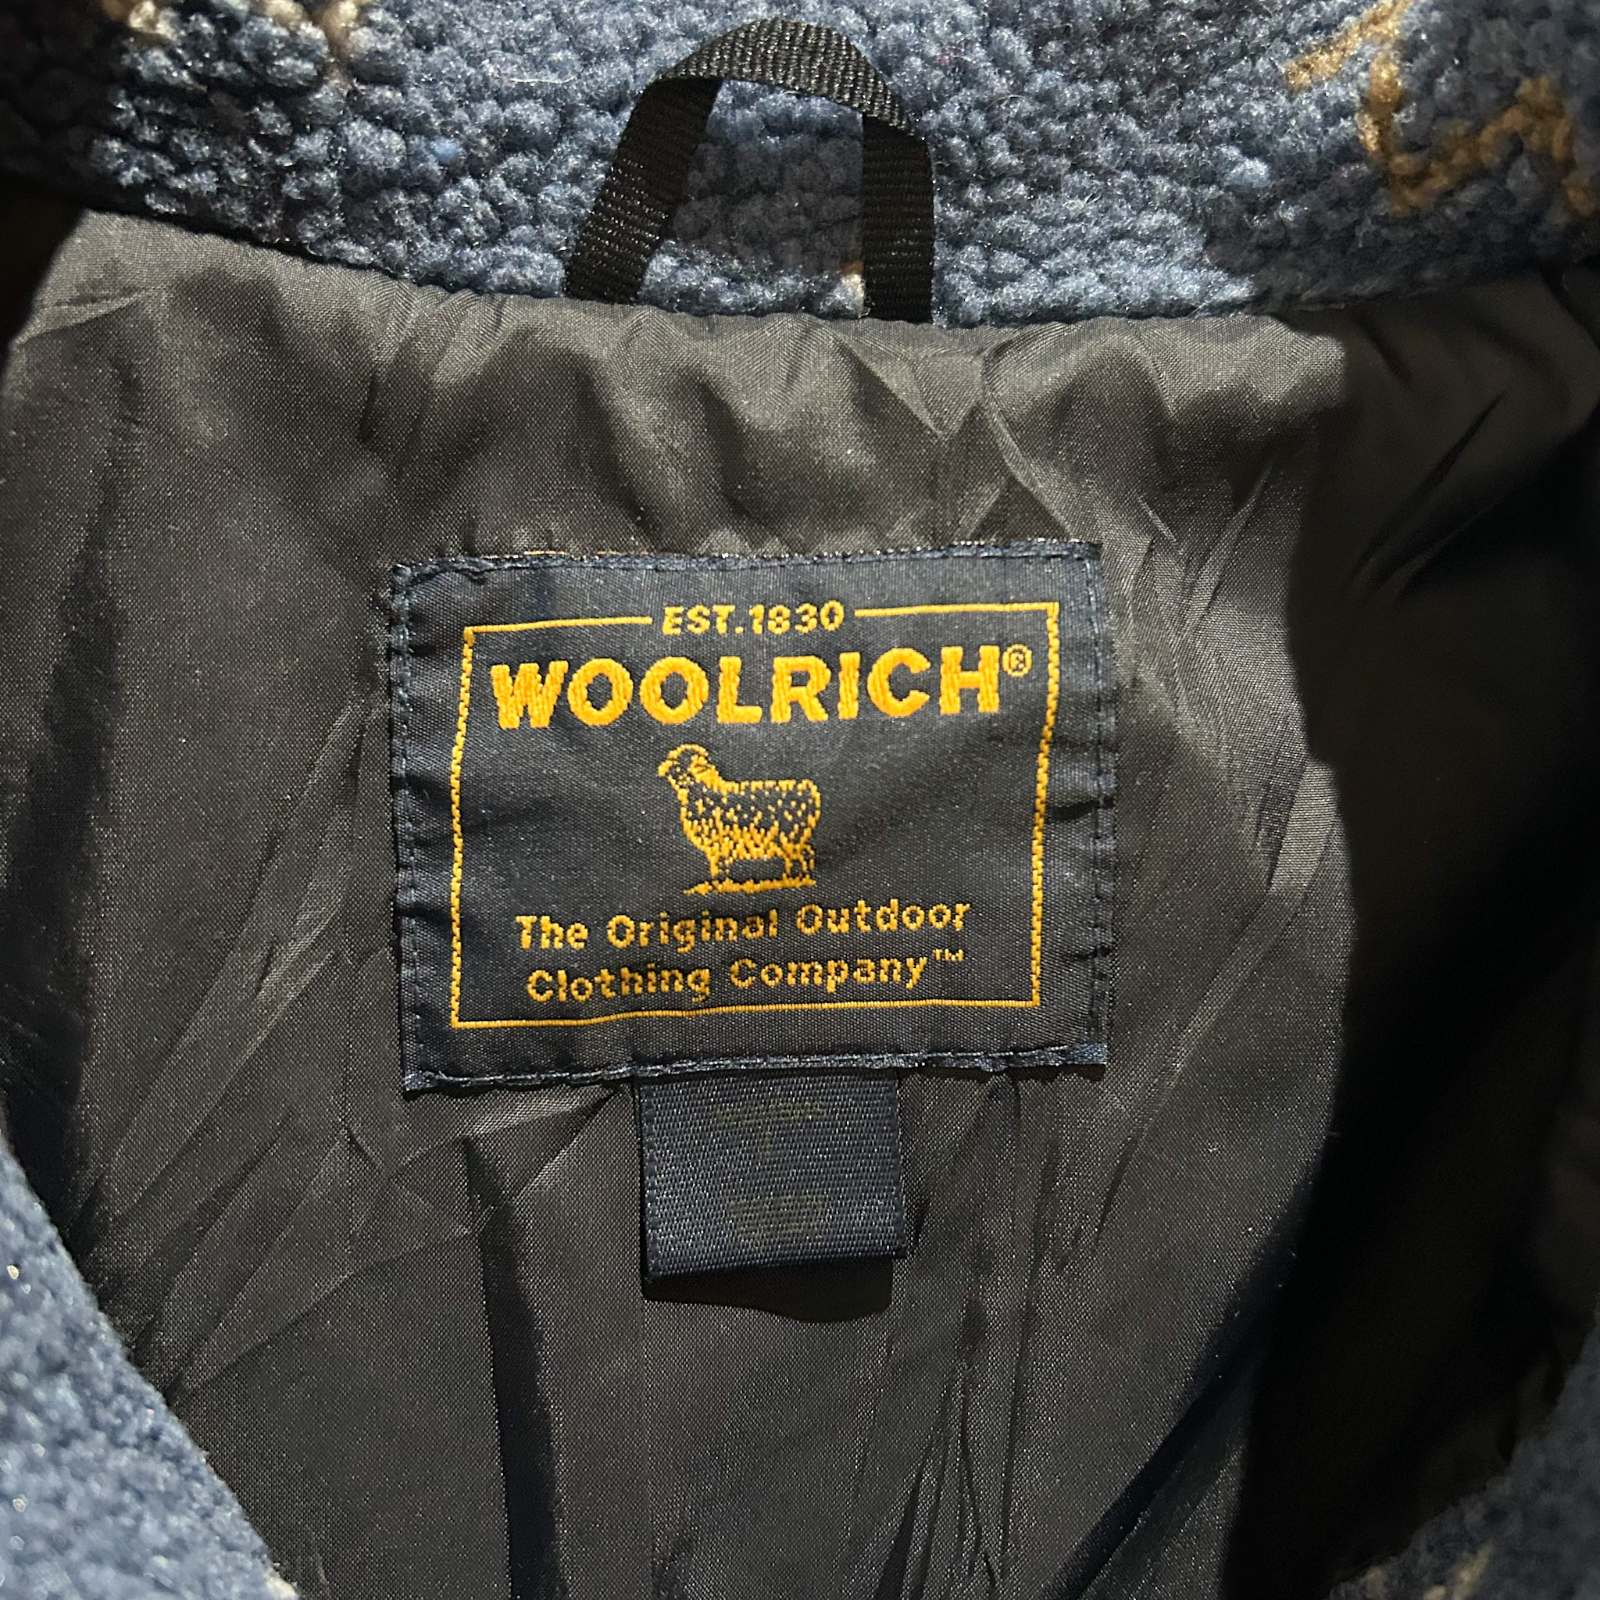 EST.1830
WOOLRICH®
The Original Outdoor
Clothing Company™